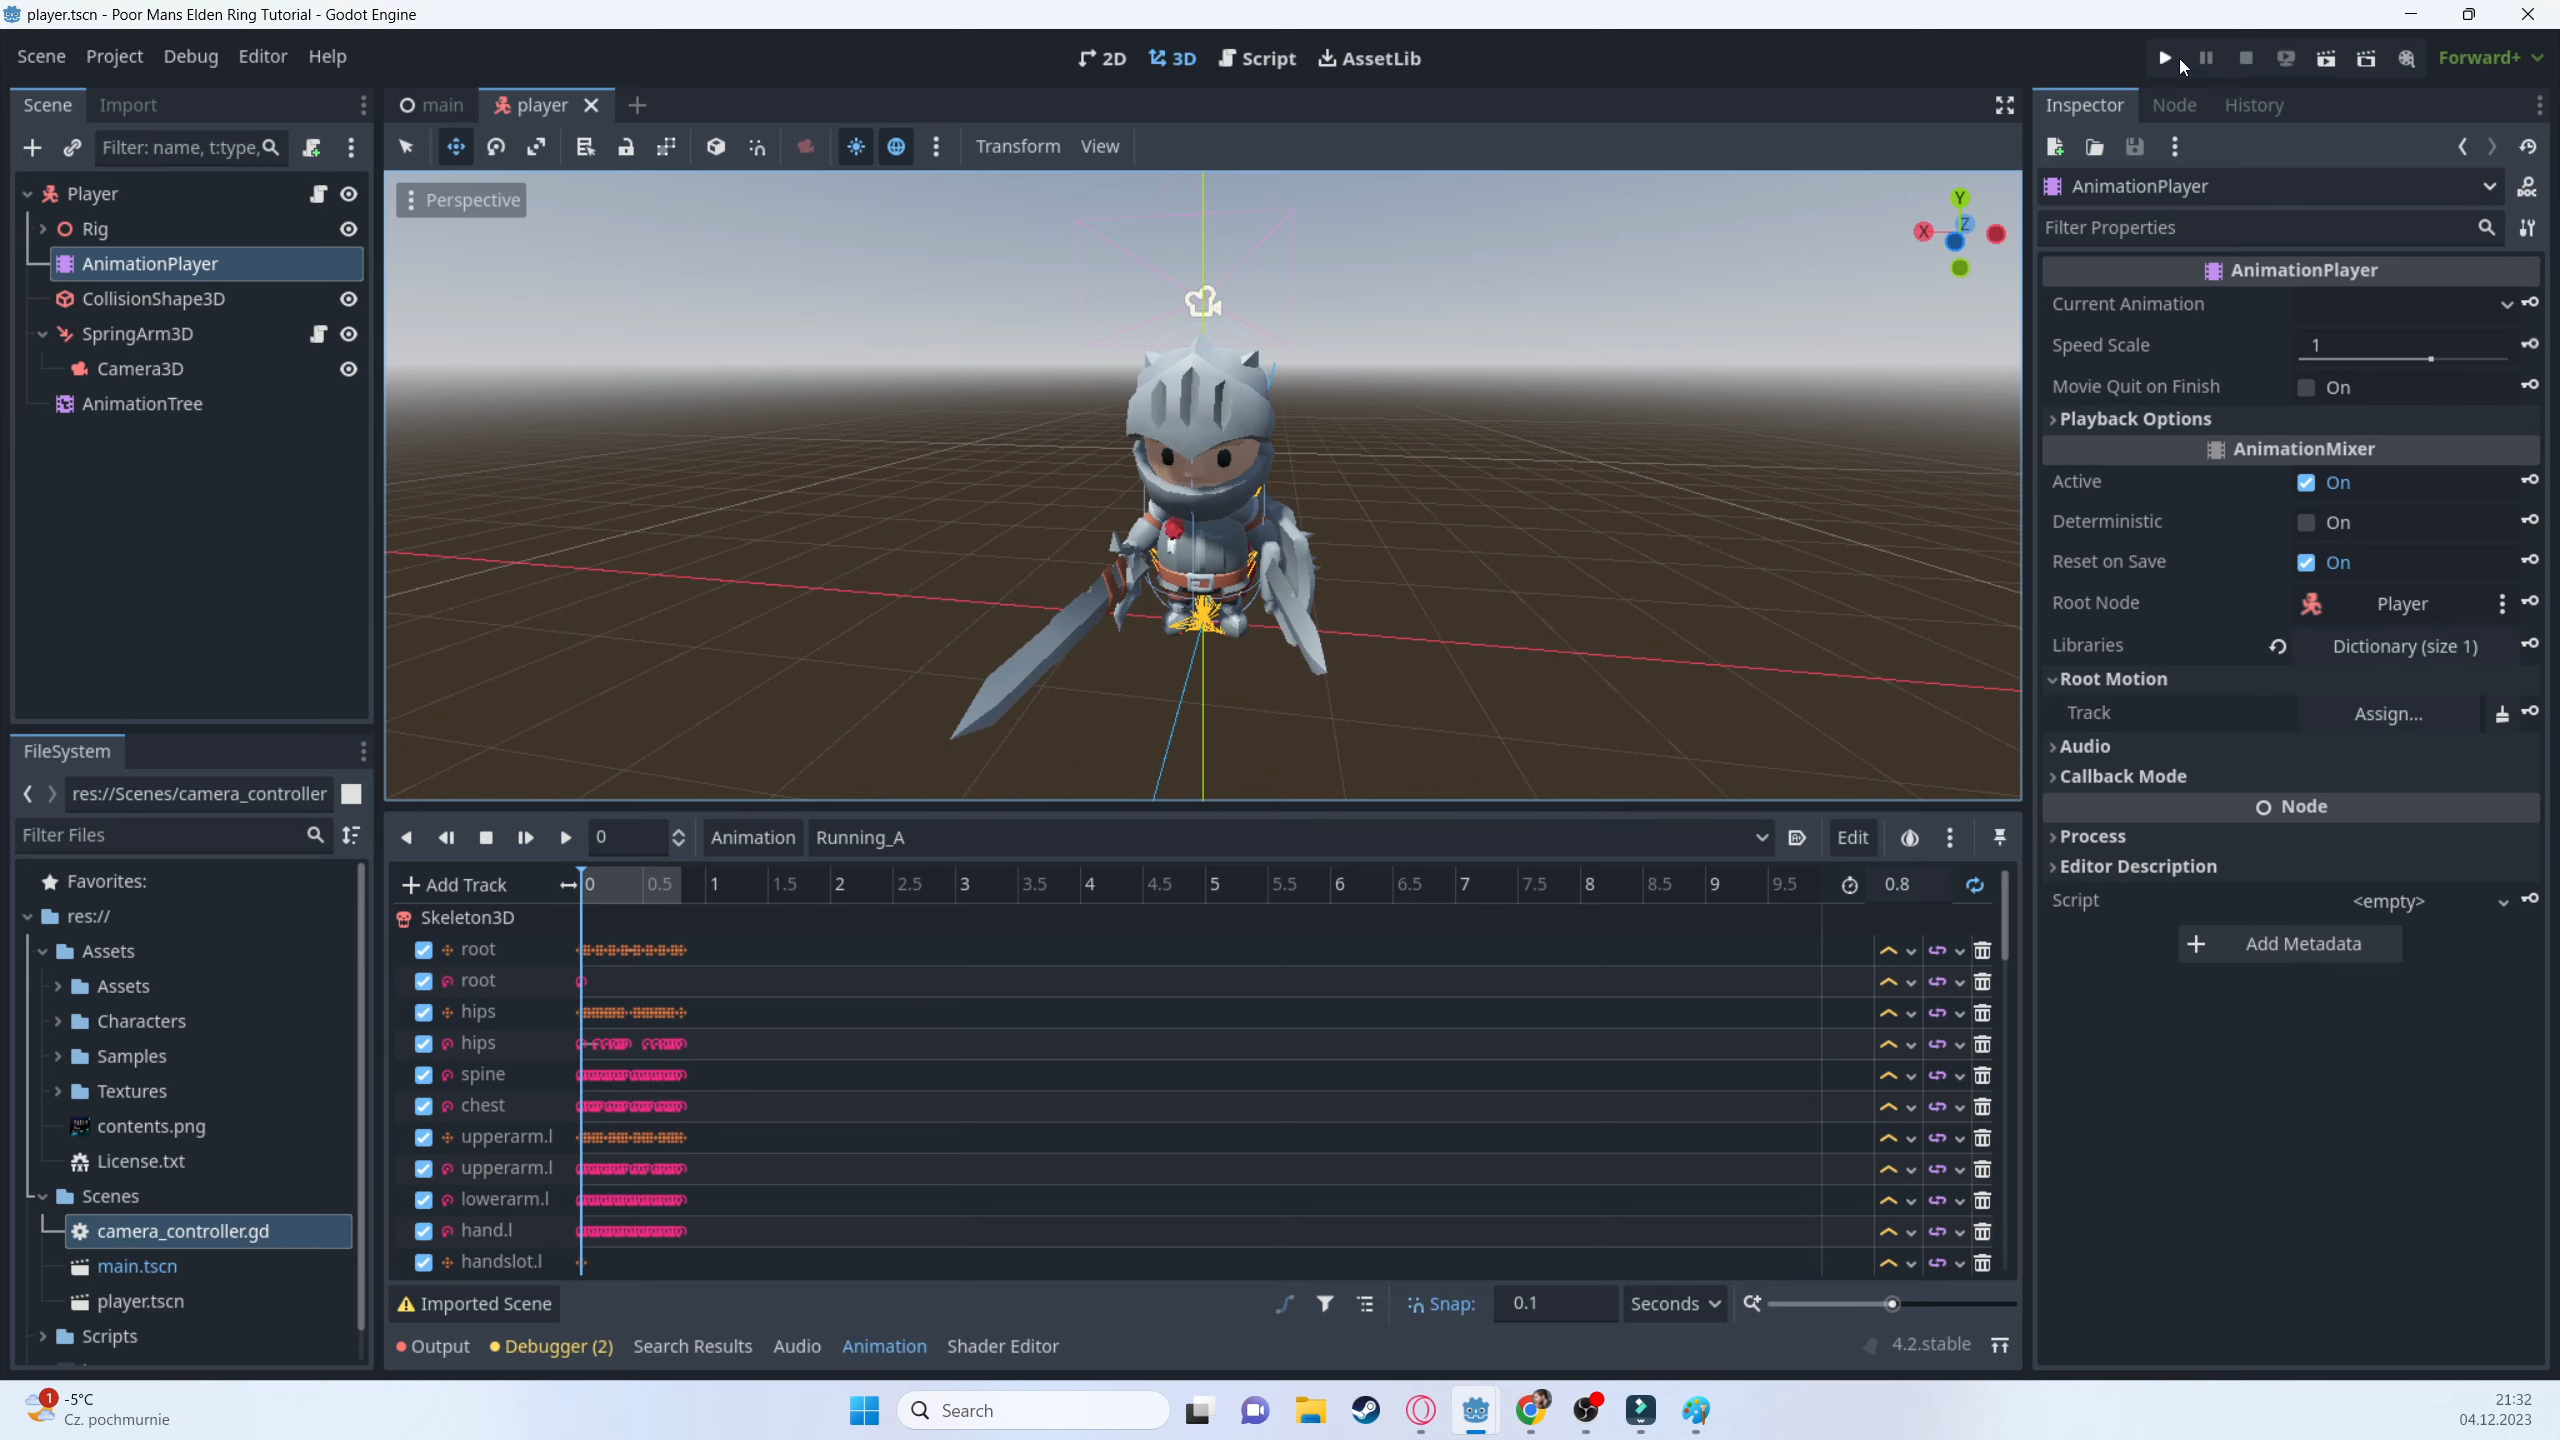 player.tscn - Poor Mans Elden Ring Tutorial - Godot Engine
Scene Project Debug Editor Help
2D 3D Script AssetLib
Forward+
Scene Import
main player
Inspector Node History
Filter: name, t:type,
Transform View
Player
Rig
AnimationPlayer
CollisionShape3D
SpringArm3D
Camera3D
AnimationTree
Perspective
Y
X
Z
AnimationPlayer
Filter Properties
AnimationPlayer
Current Animation
Speed Scale 1
Movie Quit on Finish On
Playback Options
AnimationMixer
Active On
Deterministic On
Reset on Save On
Root Node Player
Libraries Dictionary (size 1)
Root Motion
Track Assign...
Audio
Callback Mode
Node
Process
Editor Description
Script <empty>
Add Metadata
FileSystem
res://Scenes/camera_controller
Filter Files
Favorites:
res://
Assets
Assets
Characters
Samples
Textures
contents.png
License.txt
Scenes
camera_controller.gd
main.tscn
player.tscn
Scripts
0 Animation Running_A Edit
Add Track 0 0.5 1 1.5 2 2.5 3 3.5 4 4.5 5 5.5 6 6.5 7 7.5 8 8.5 9 9.5 0.8
Skeleton3D
root
root
hips
hips
spine
chest
upperarm.l
upperarm.l
lowerarm.l
hand.l
handslot.l
Imported Scene Snap: 0.1 Seconds
Output Debugger (2) Search Results Audio Animation Shader Editor 4.2.stable
1
-5°C
Cz. pochmurnie
Search
21:32
04.12.2023